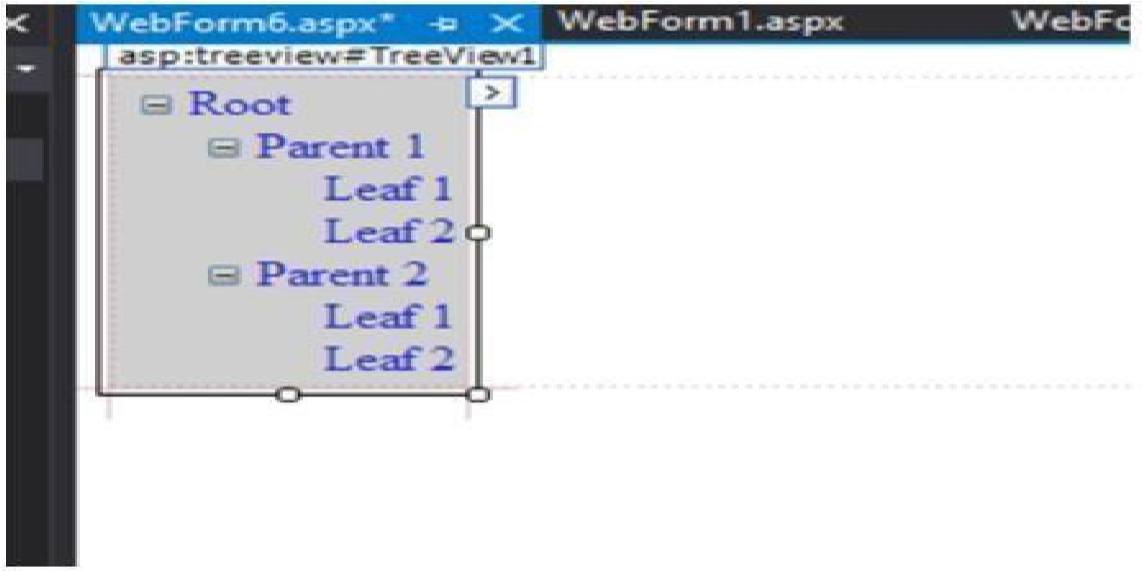 WebForm6.aspx* WebForm1.aspx
asp:treeview#TreeView1
Root
Parent 1
Leaf 1
Leaf 2
Parent 2
Leaf 1
Leaf 2